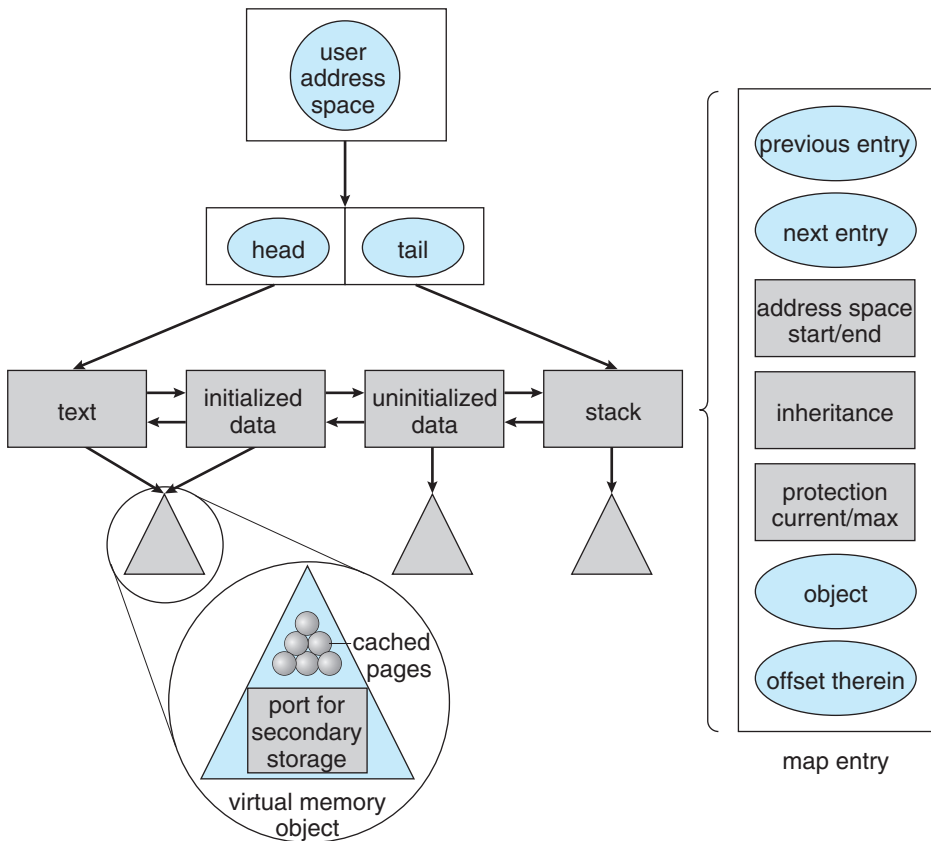 user
address
space
head
tail
text
initialized
data
uninitialized
data
stack
cached
pages
port for
secondary
storage
virtual memory
object
previous entry
next entry
address space
start/end
inheritance
protection
current/max
object
offset therein
map entry